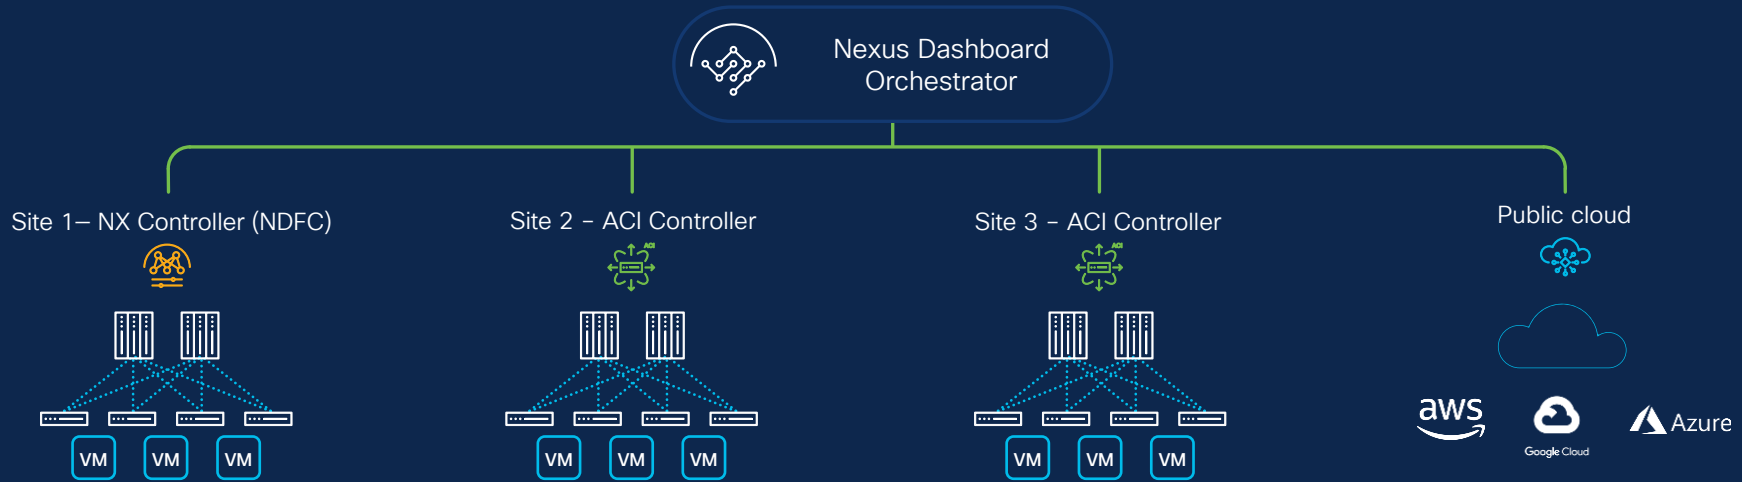 Nexus Dashboard
Orchestrator
Site 1– NX Controller (NDFC)
Site 2 - ACI Controller
Site 3 - ACI Controller
Public cloud
ACI
ACI
aws
Google Cloud
Azure
VM
VM
VM
VM
VM
VM
VM
VM
VM